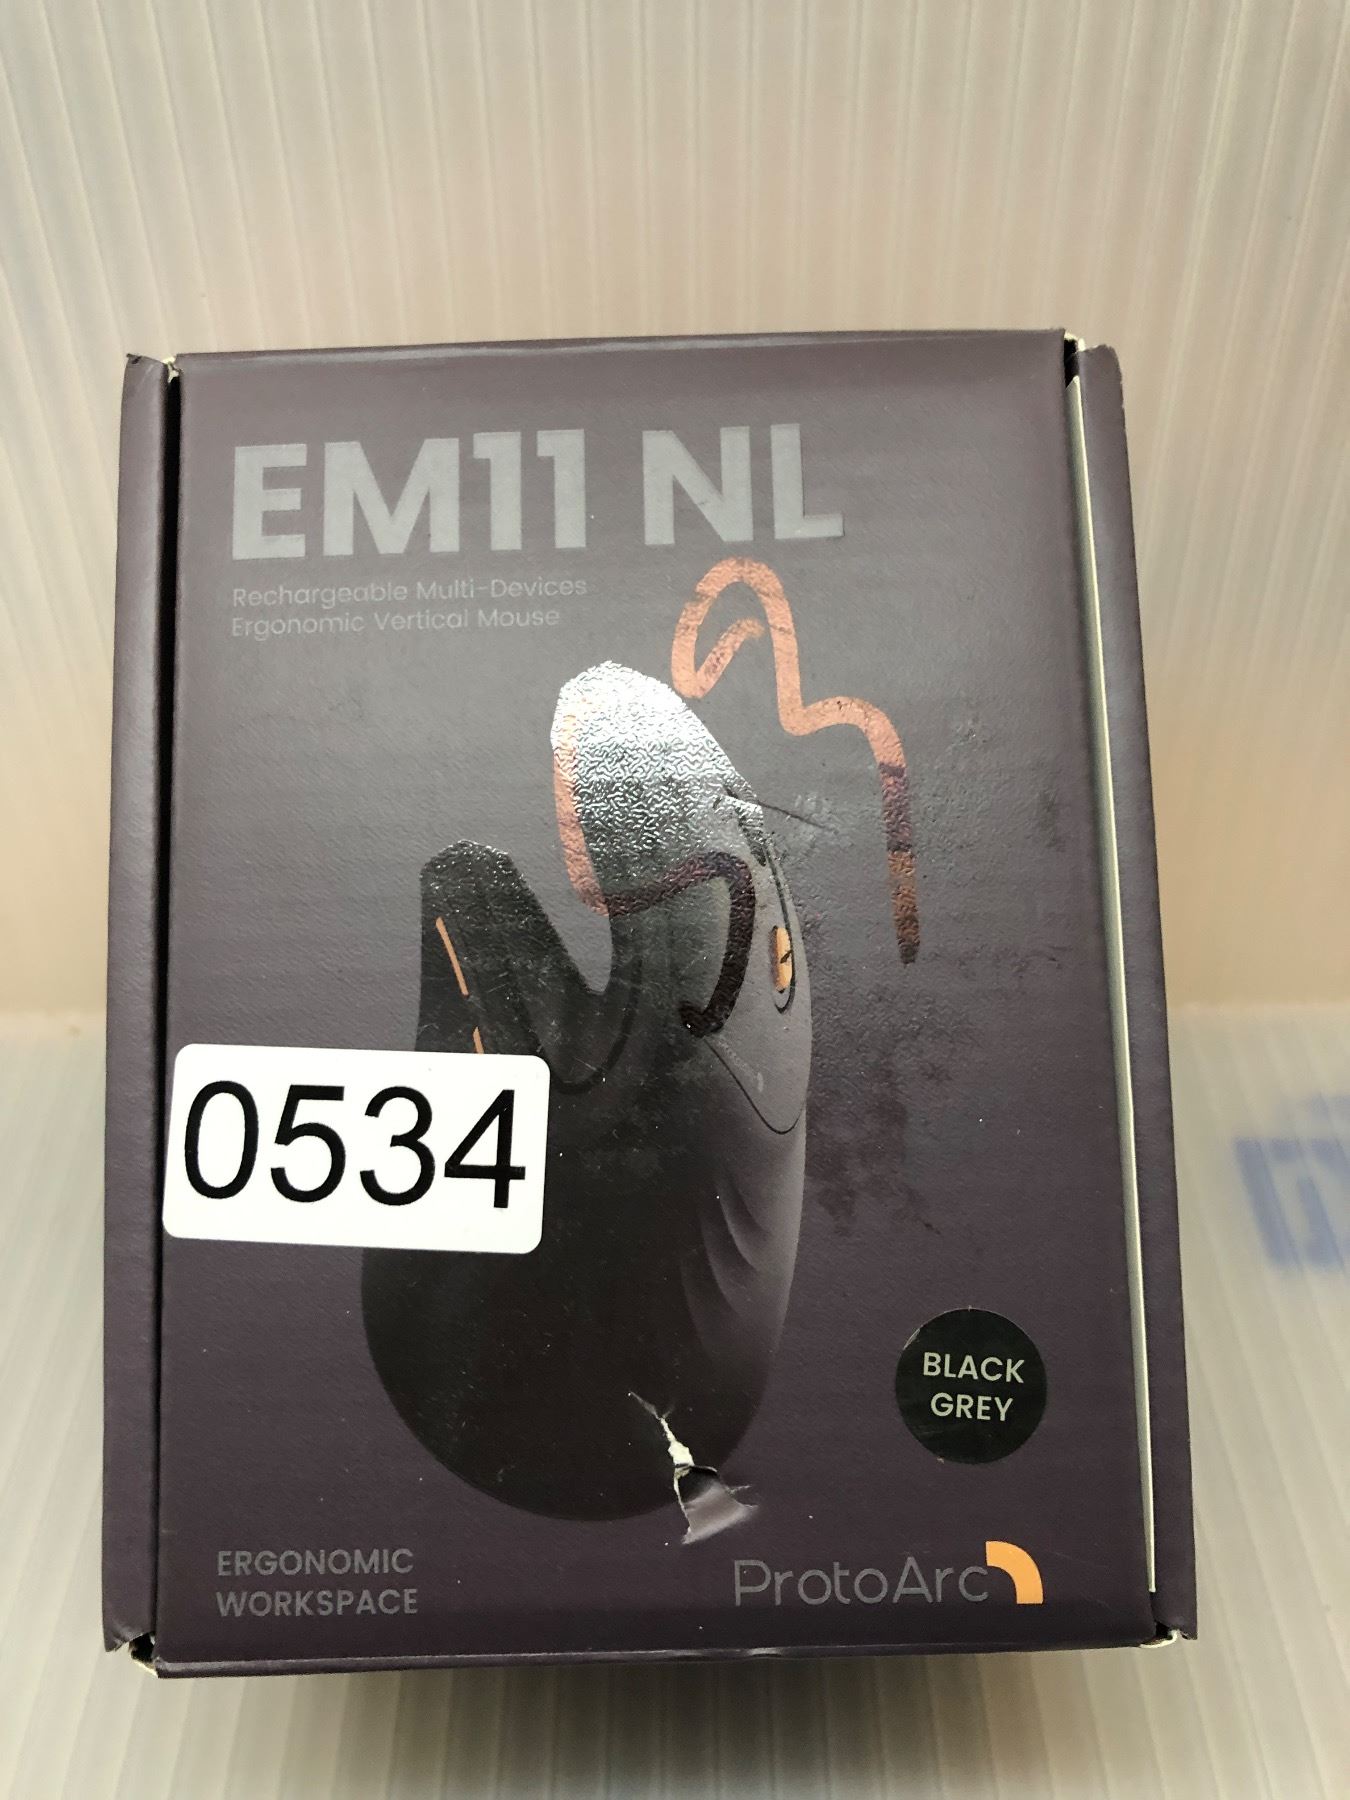 EM11 NL
Rechargeable Multi-Devices
Ergonomic Vertical Mouse
0534
BLACK
GREY
ERGONOMIC
WORKSPACE
ProtoArc